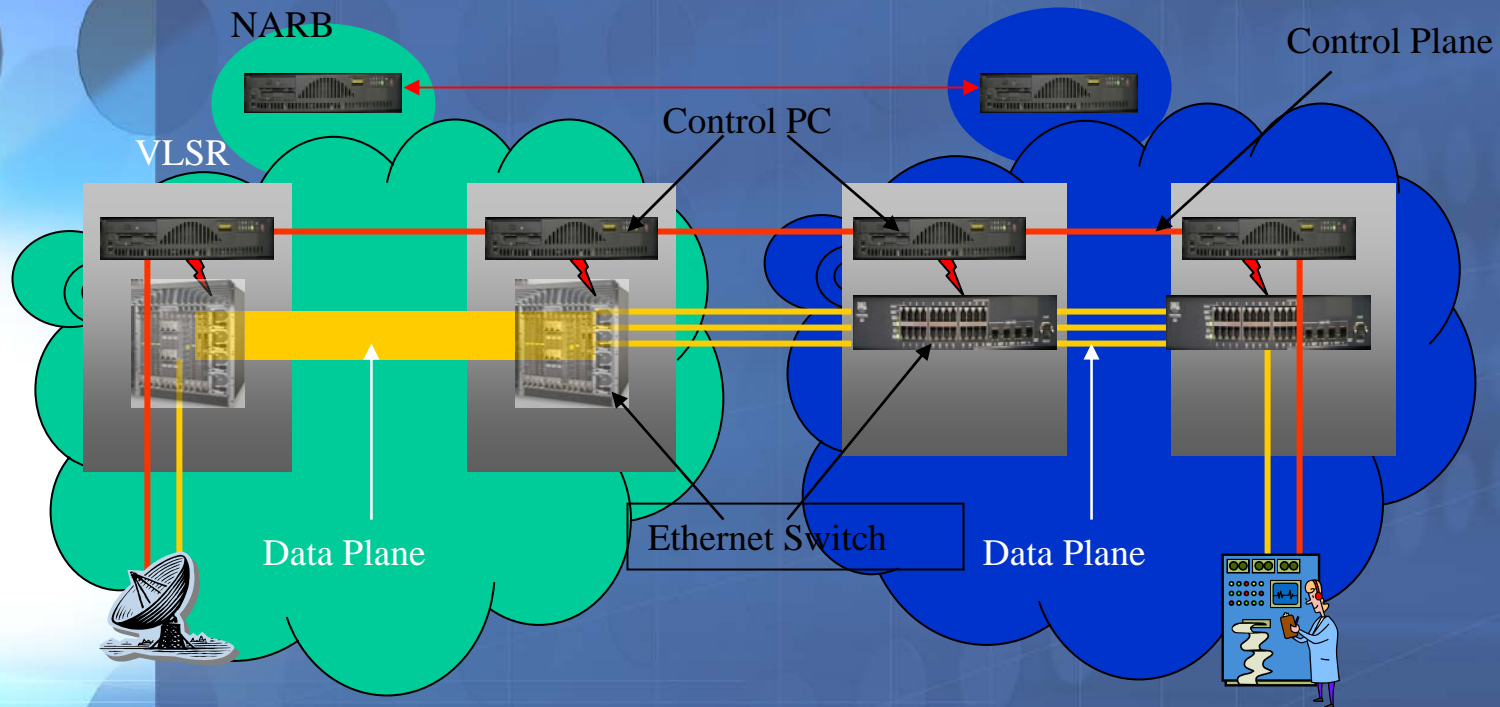 NARB
Control Plane
Control PC
VLSR
Ethernet Switch
Data Plane
Data Plane